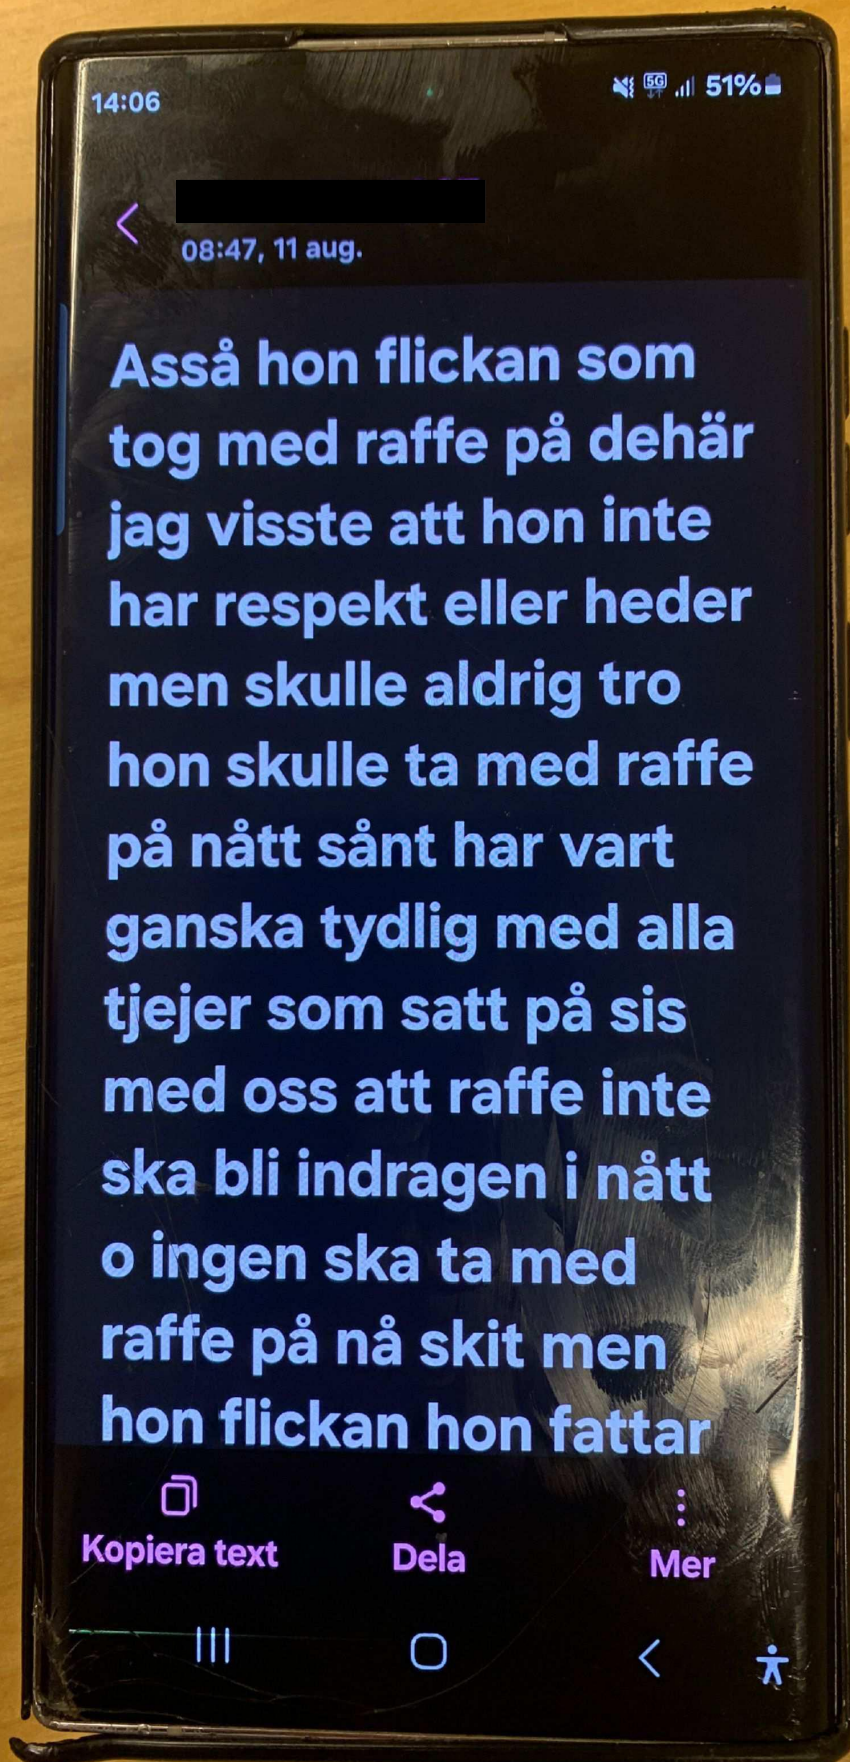 14:06
5G 51%
08:47, 11 aug.
Asså hon flickan som
tog med raffe på dehär
jag visste att hon inte
har respekt eller heder
men skulle aldrig tro
hon skulle ta med raffe
på nått sånt har vart
ganska tydlig med alla
tjejer som satt på sis
med oss att raffe inte
ska bli indragen i nått
o ingen ska ta med
raffe på nå skit men
hon flickan hon fattar
Kopiera text
Dela
Mer